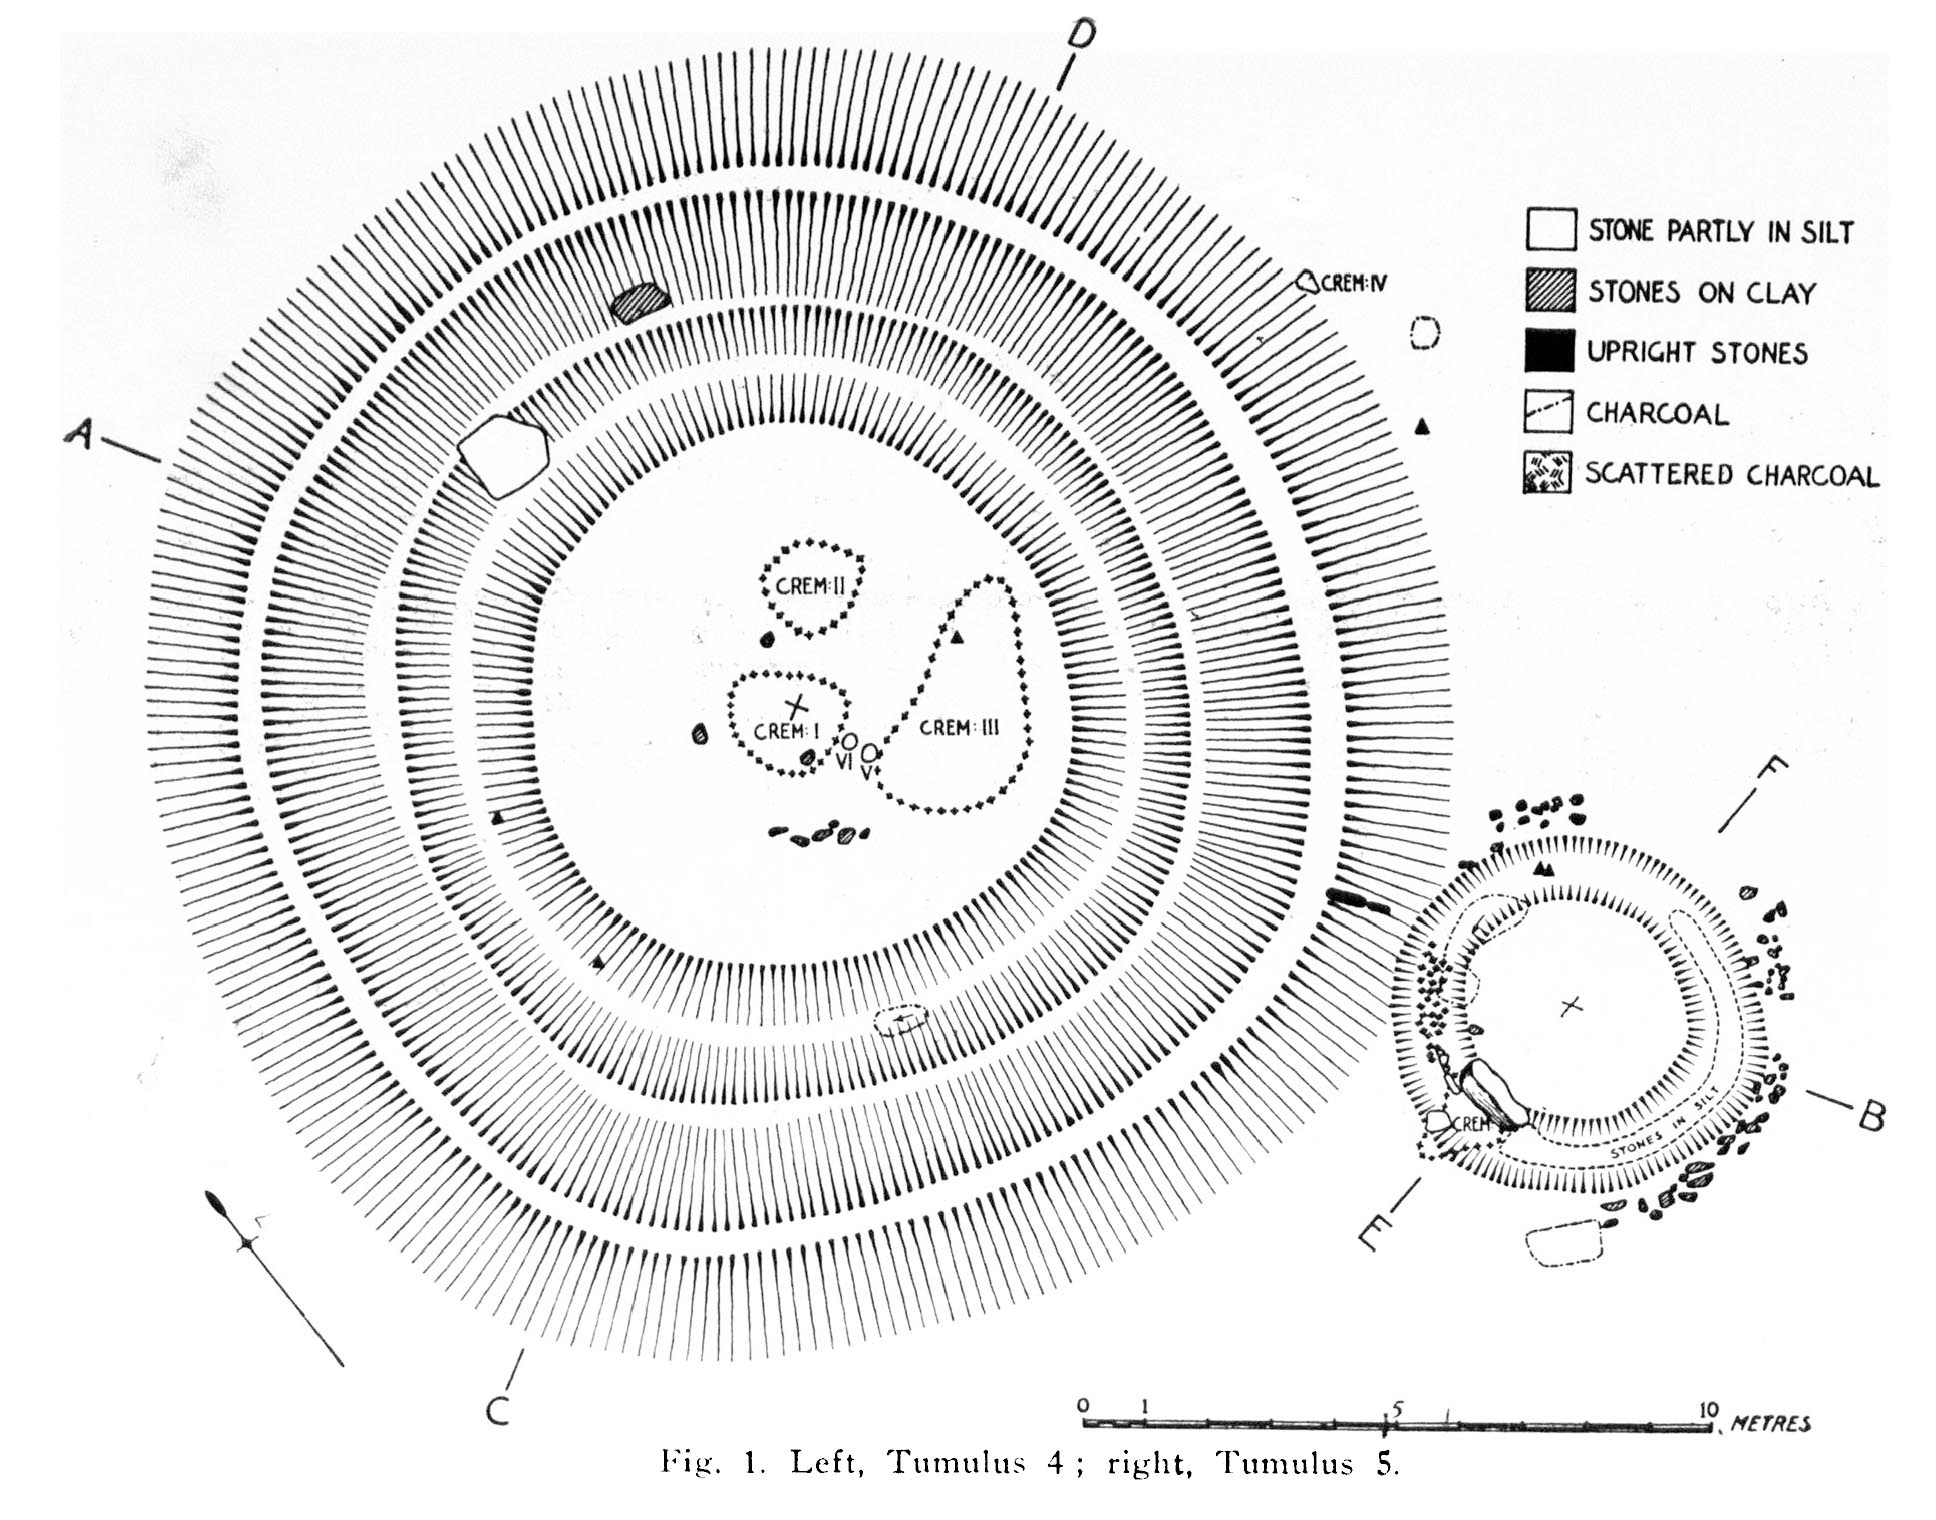 D
STONE PARTLY IN SILT
STONES ON CLAY
UPRIGHT STONES
CHARCOAL
SCATTERED CHARCOAL
CREM:IV
A
CREM:II
CREM:I
CREM:III
VI
V
F
B
STONES IN SILT
CREM:
E
C
0 1 5 10 METRES
Fig. 1. Left, Tumulus 4; right, Tumulus 5.